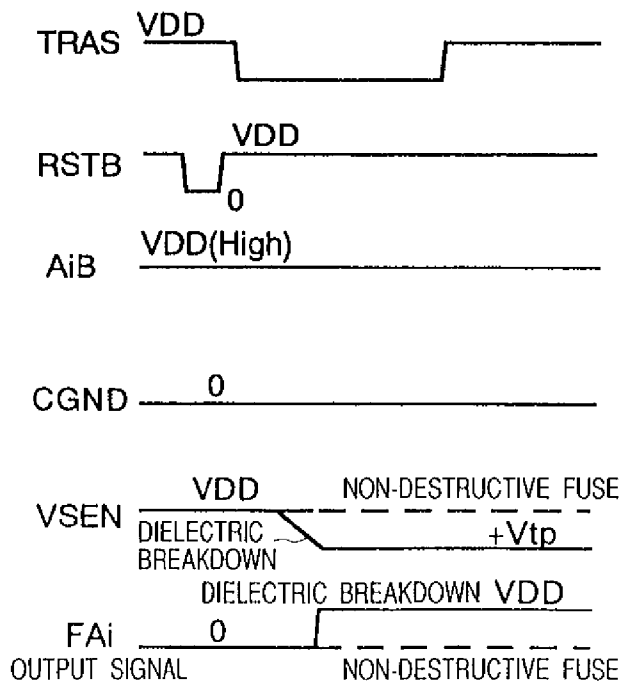 VDD
TRAS
VDD
RSTB
0
VDD(High)
AiB
0
CGND
VDD NON-DESTRUCTIVE FUSE
VSEN
DIELECTRIC +Vtp
BREAKDOWN
DIELECTRIC BREAKDOWN VDD
FAi 0
OUTPUT SIGNAL NON-DESTRUCTIVE FUSE